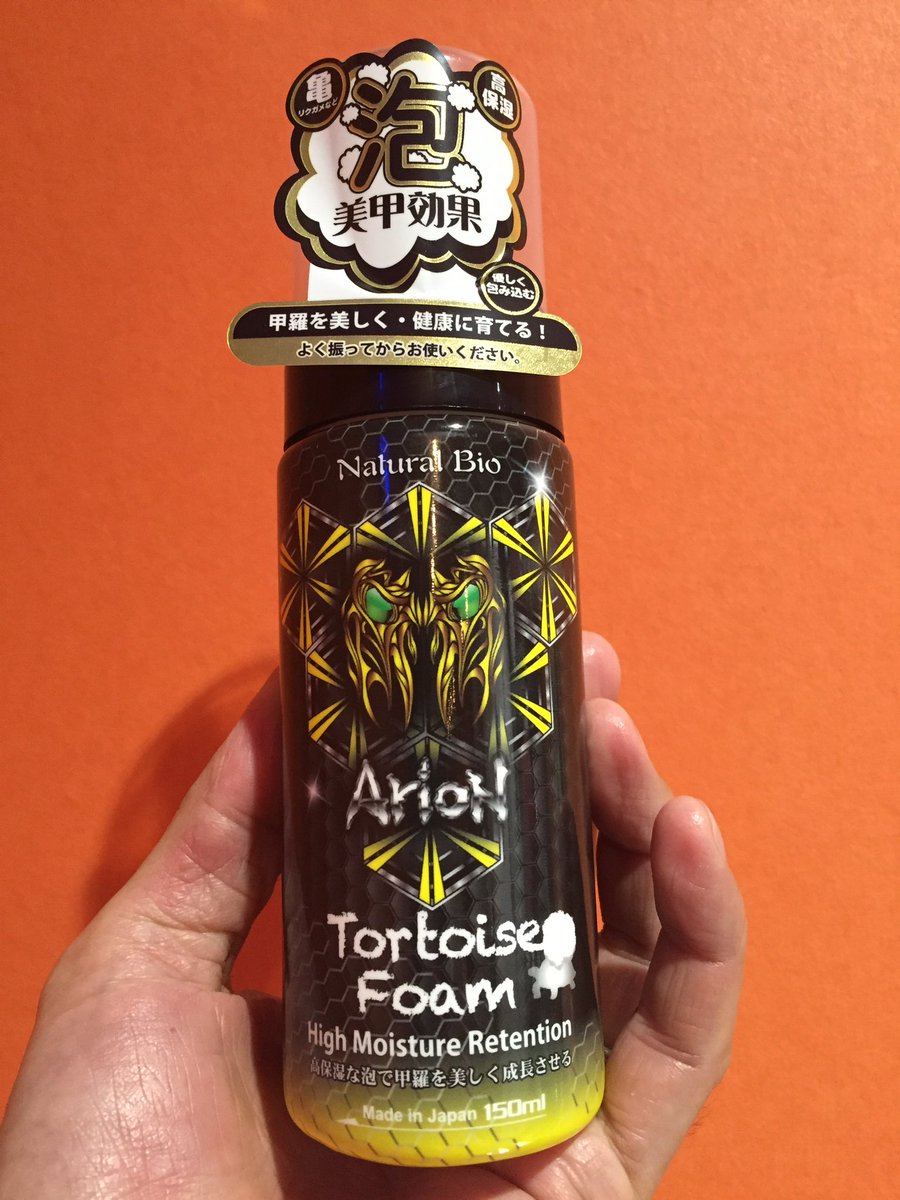 亀
リクガメなど
高
保湿
泡
美甲効果
優しく
包み込む
甲羅を美しく・健康に育てる！
よく振ってからお使いください。
Natural Bio
ArioN
Tortoise
Foam
High Moisture Retention
高保湿な泡で甲羅を美しく成長させる
Made in Japan 150ml